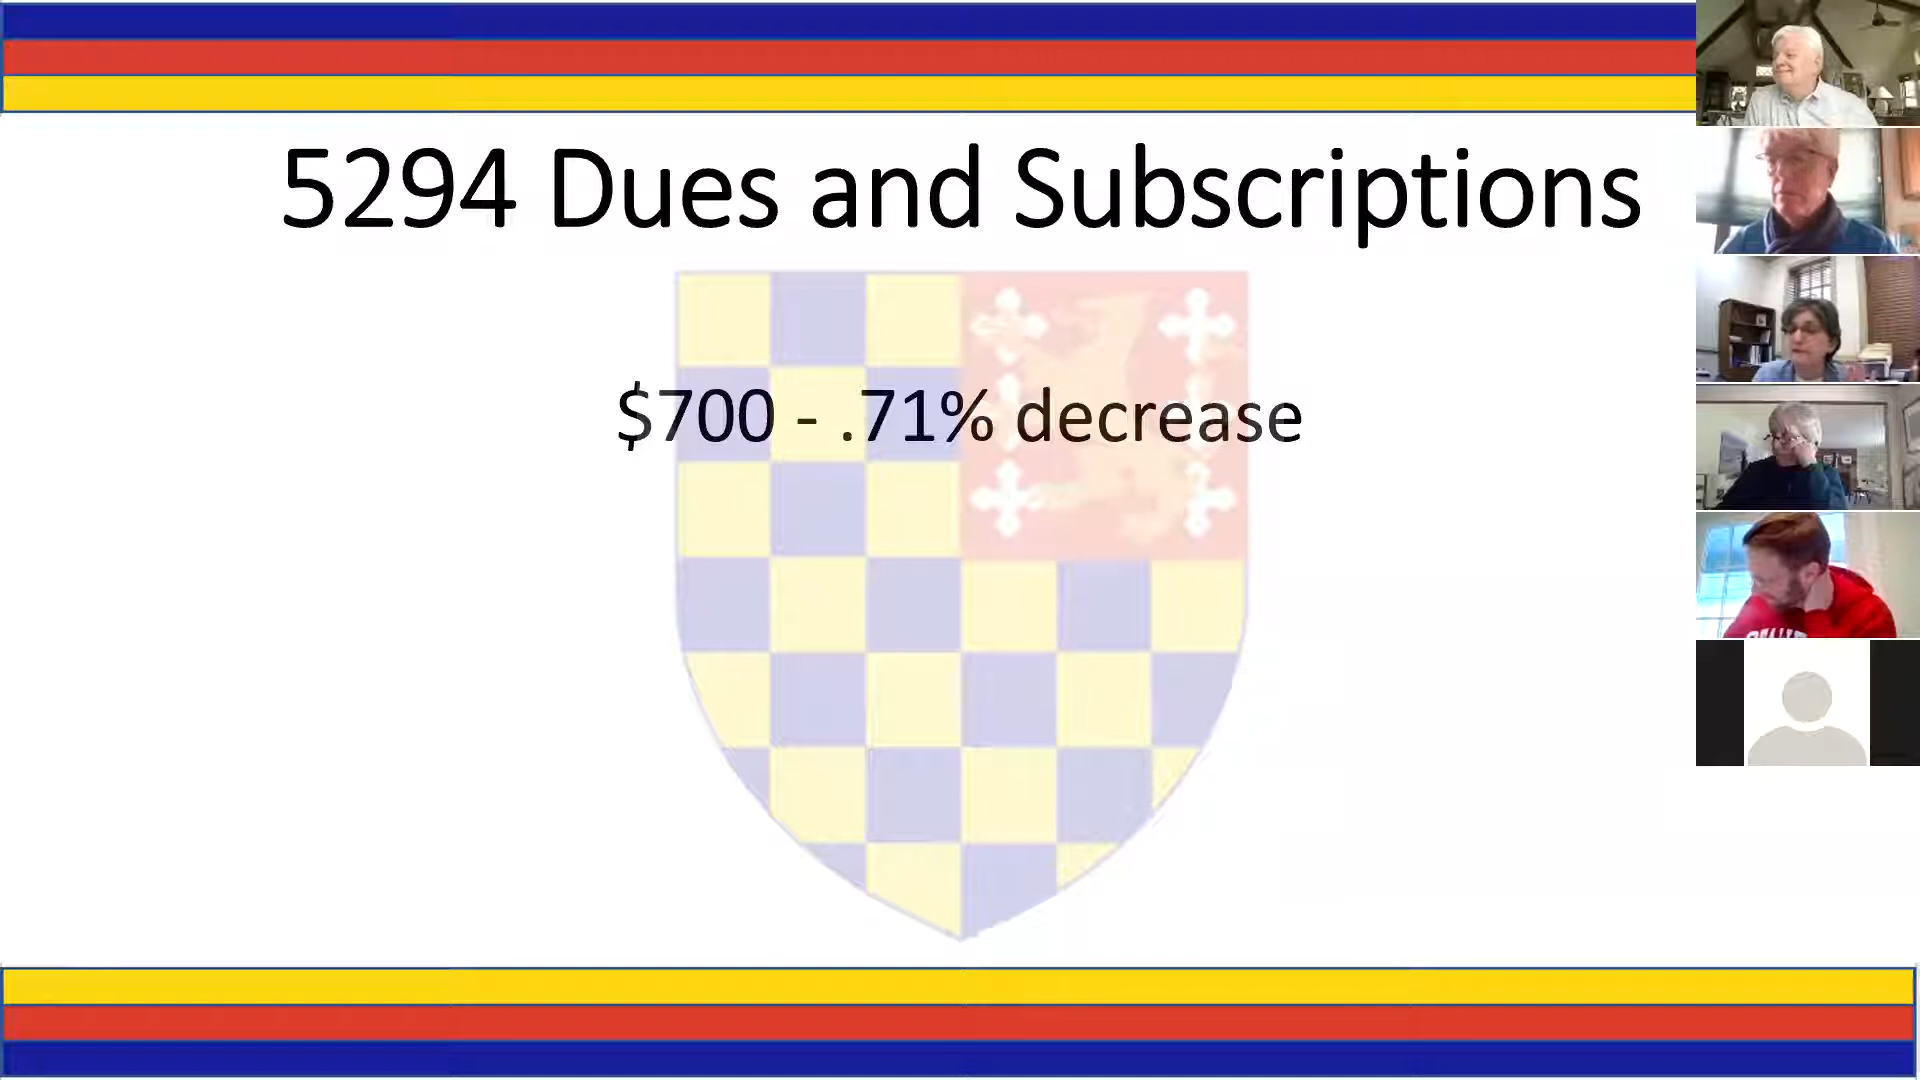 5294 Dues and Subscriptions
$700 - .71% decrease